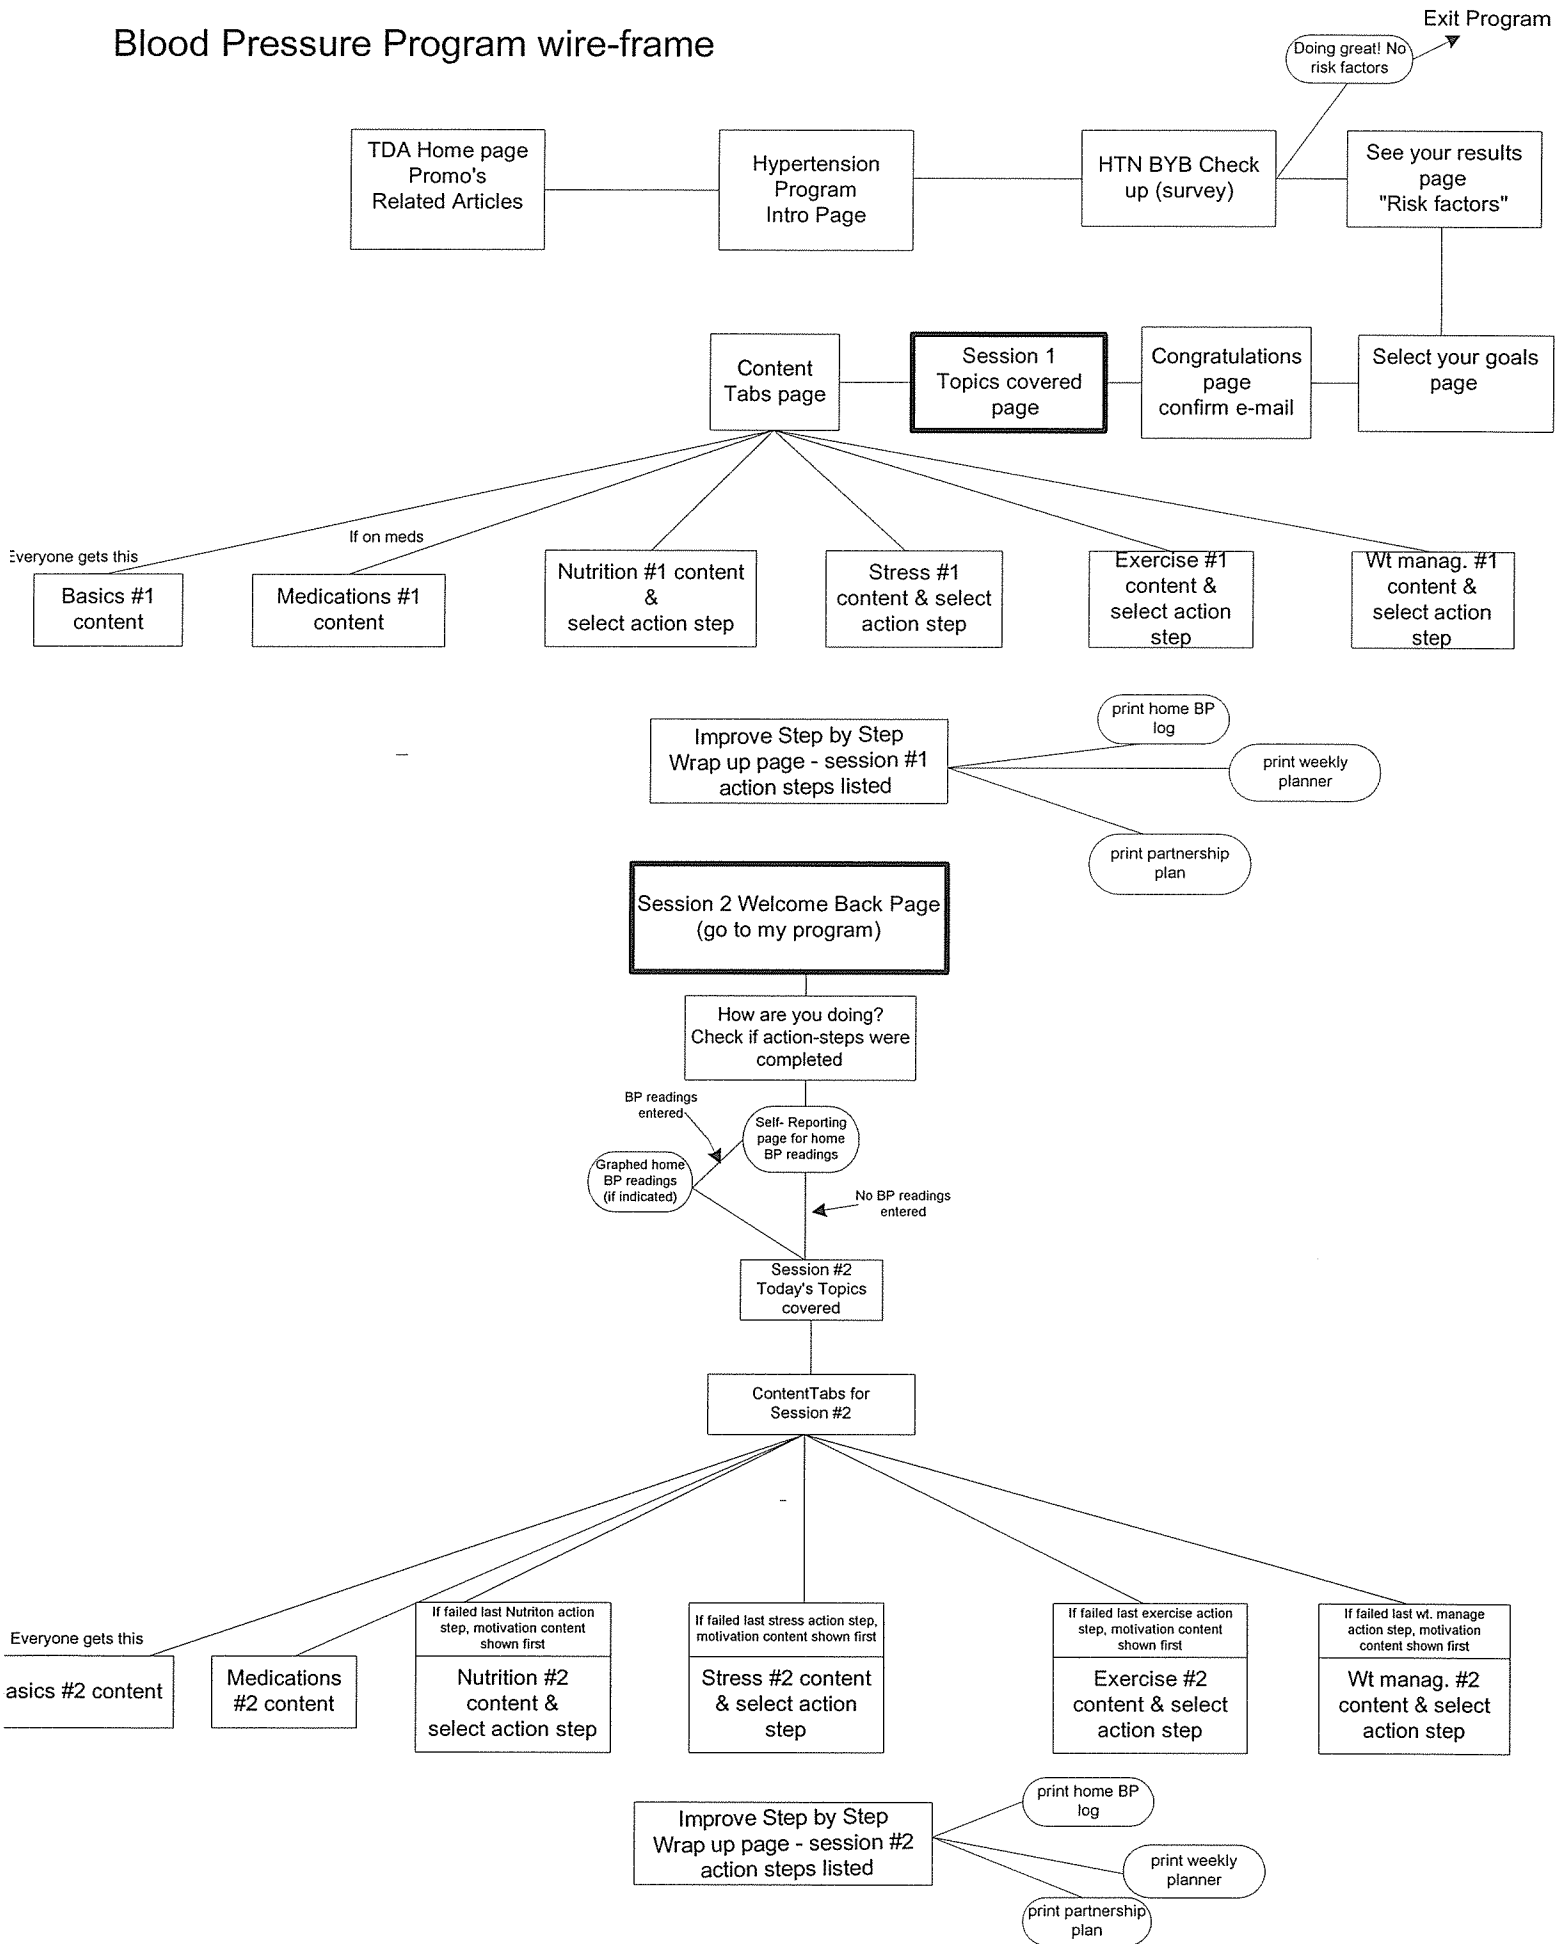 Exit Program
Blood Pressure Program wire-frame
Doing great! No
risk factors
TDA Home page
Promo's
Related Articles
Hypertension
Program
Intro Page
HTN BYB Check
up (survey)
See your results
page
"Risk factors"
Content
Tabs page
Session 1
Topics covered
page
Congratulations
page
confirm e-mail
Select your goals
page
Everyone gets this
If on meds
Basics #1
content
Medications #1
content
Nutrition #1 content
&
select action step
Stress #1
content & select
action step
Exercise #1
content &
select action
step
Wt manag. #1
content &
select action
step
Improve Step by Step
Wrap up page - session #1
action steps listed
print home BP
log
print weekly
planner
print partnership
plan
Session 2 Welcome Back Page
(go to my program)
How are you doing?
Check if action-steps were
completed
BP readings
entered
Self- Reporting
page for home
BP readings
Graphed home
BP readings
(if indicated)
No BP readings
entered
Session #2
Today's Topics
covered
ContentTabs for
Session #2
Everyone gets this
asics #2 content
Medications
#2 content
If failed last Nutriton action
step, motivation content
shown first
Nutrition #2
content &
select action step
If failed last stress action step,
motivation content shown first
Stress #2 content
& select action
step
If failed last exercise action
step, motivation content
shown first
Exercise #2
content & select
action step
If failed last wt. manage
action step, motivation
content shown first
Wt manag. #2
content & select
action step
Improve Step by Step
Wrap up page - session #2
action steps listed
print home BP
log
print weekly
planner
print partnership
plan